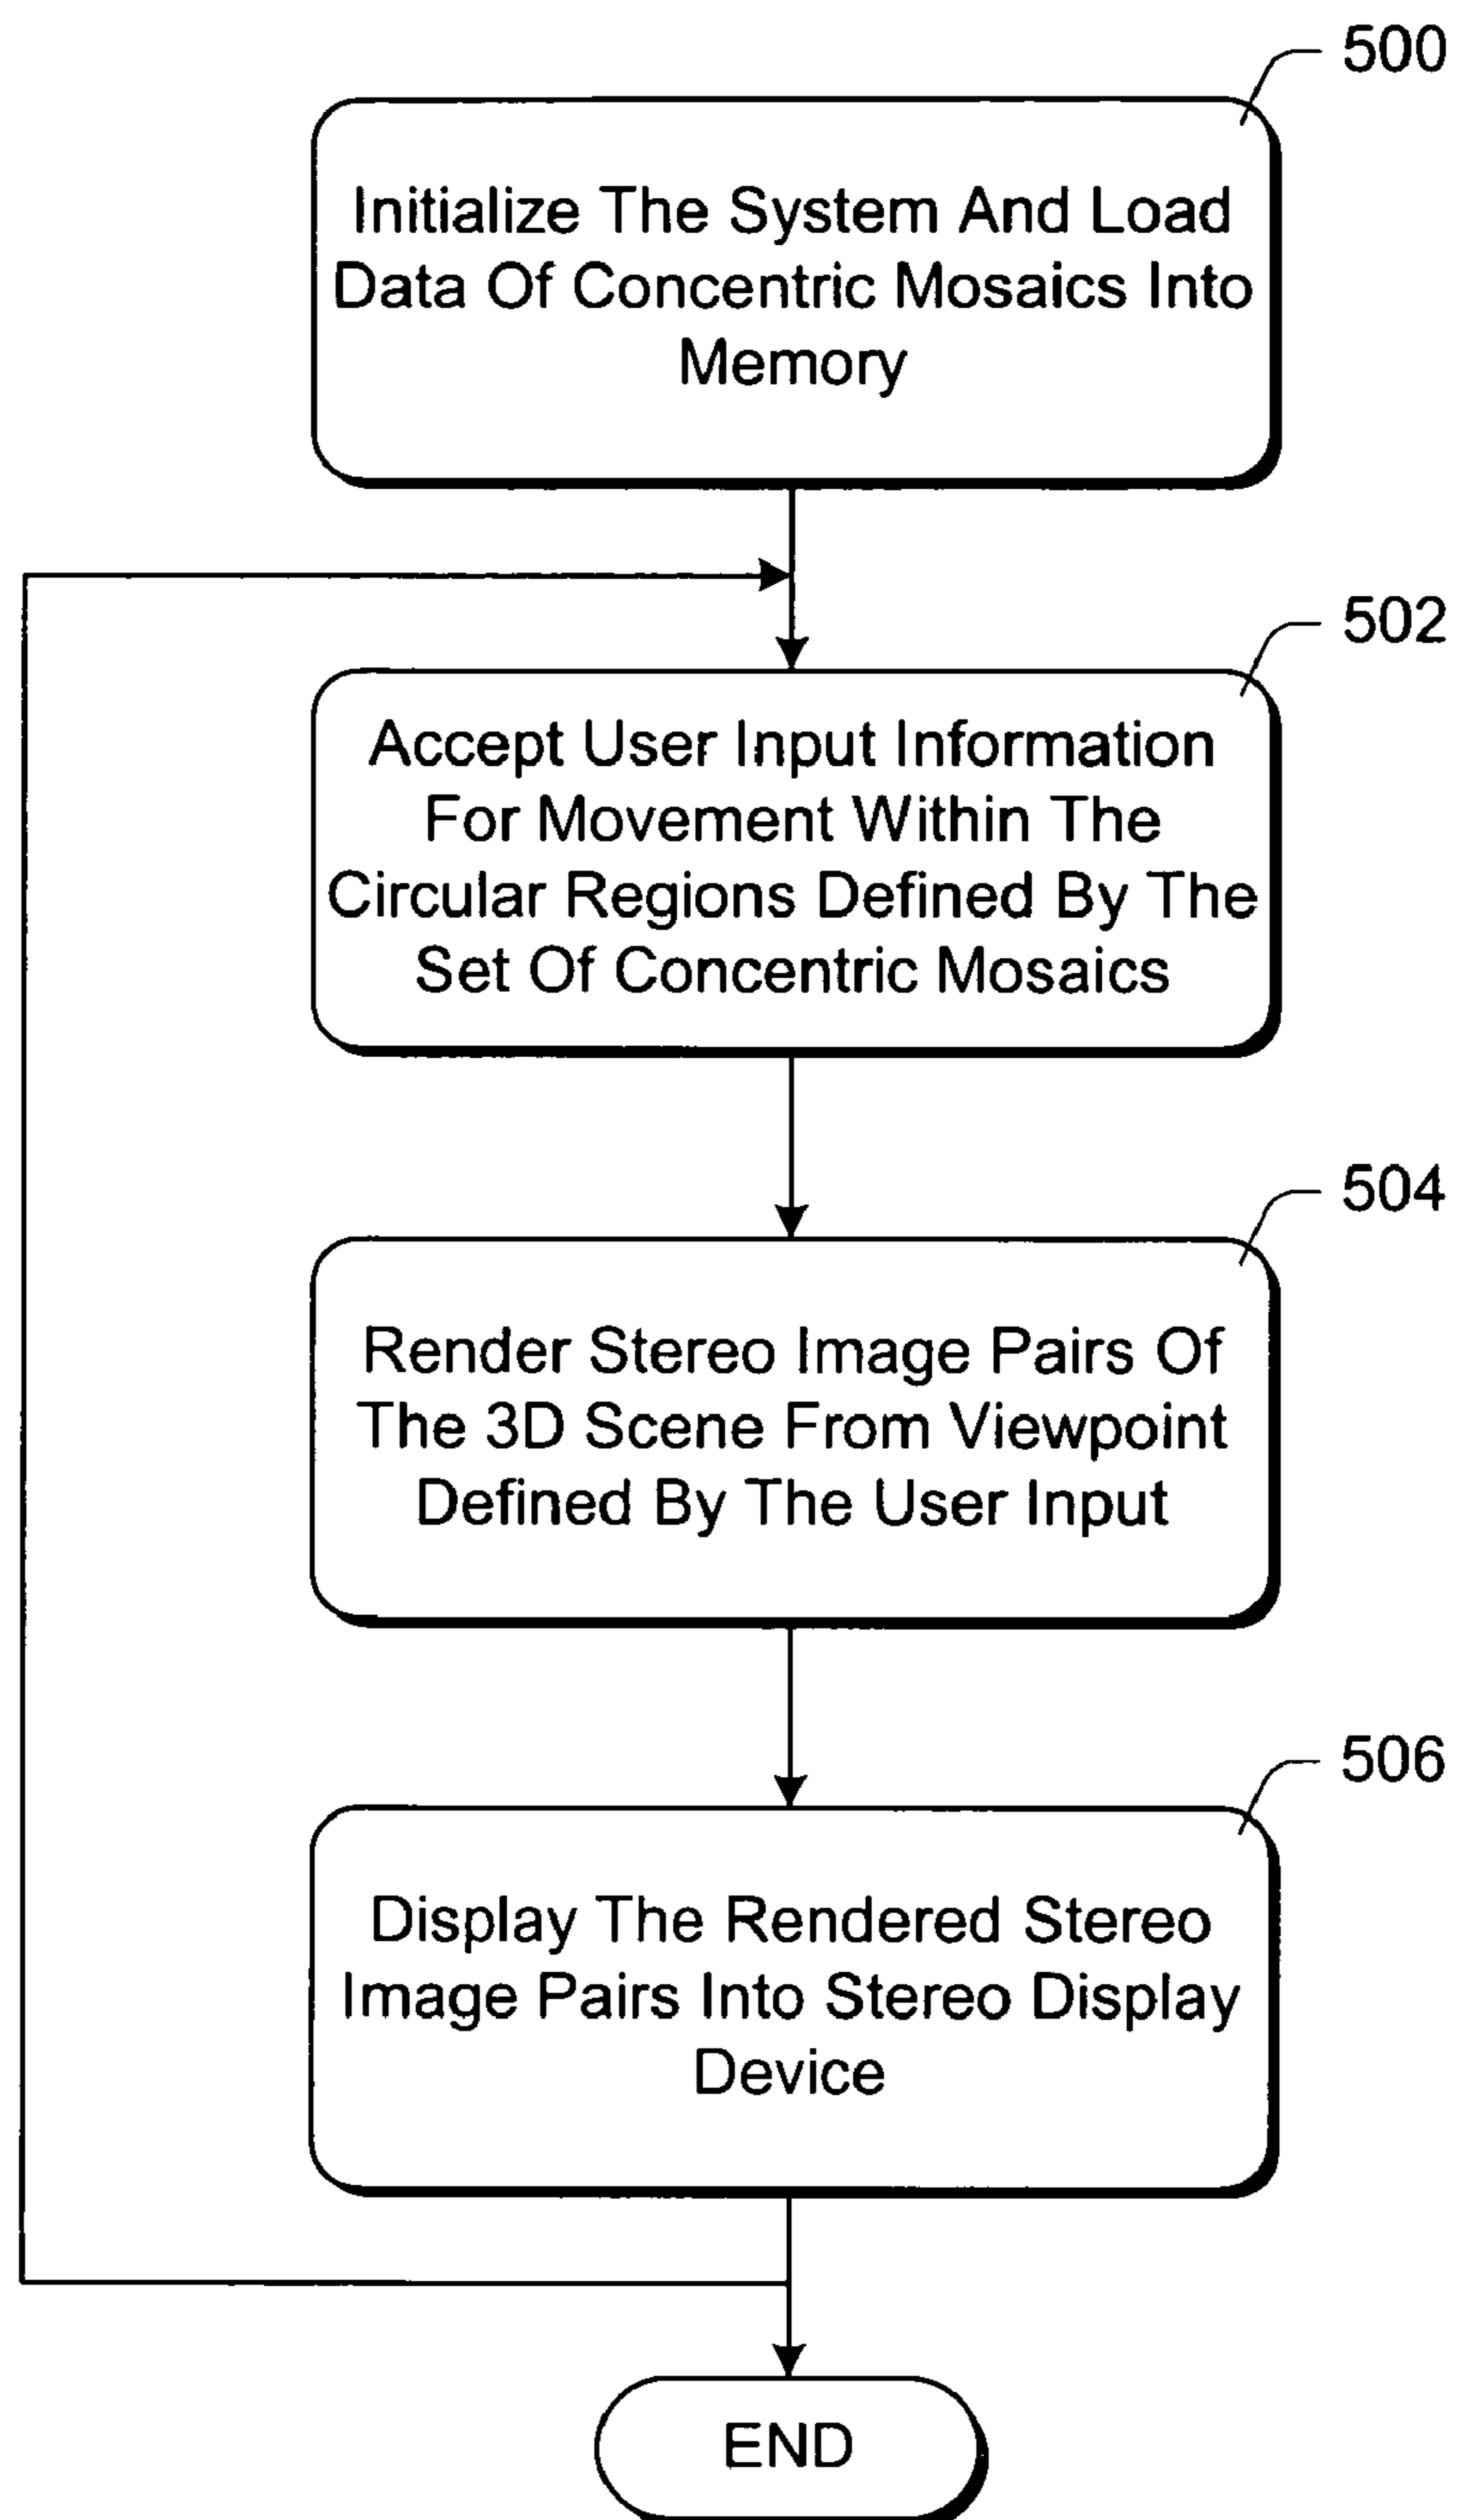 500
Initialize The System And Load
Data Of Concentric Mosaics Into
Memory
502
Accept User Input Information
For Movement Within The
Circular Regions Defined By The
Set Of Concentric Mosaics
504
Render Stereo Image Pairs Of
The 3D Scene From Viewpoint
Defined By The User Input
506
Display The Rendered Stereo
Image Pairs Into Stereo Display
Device
END